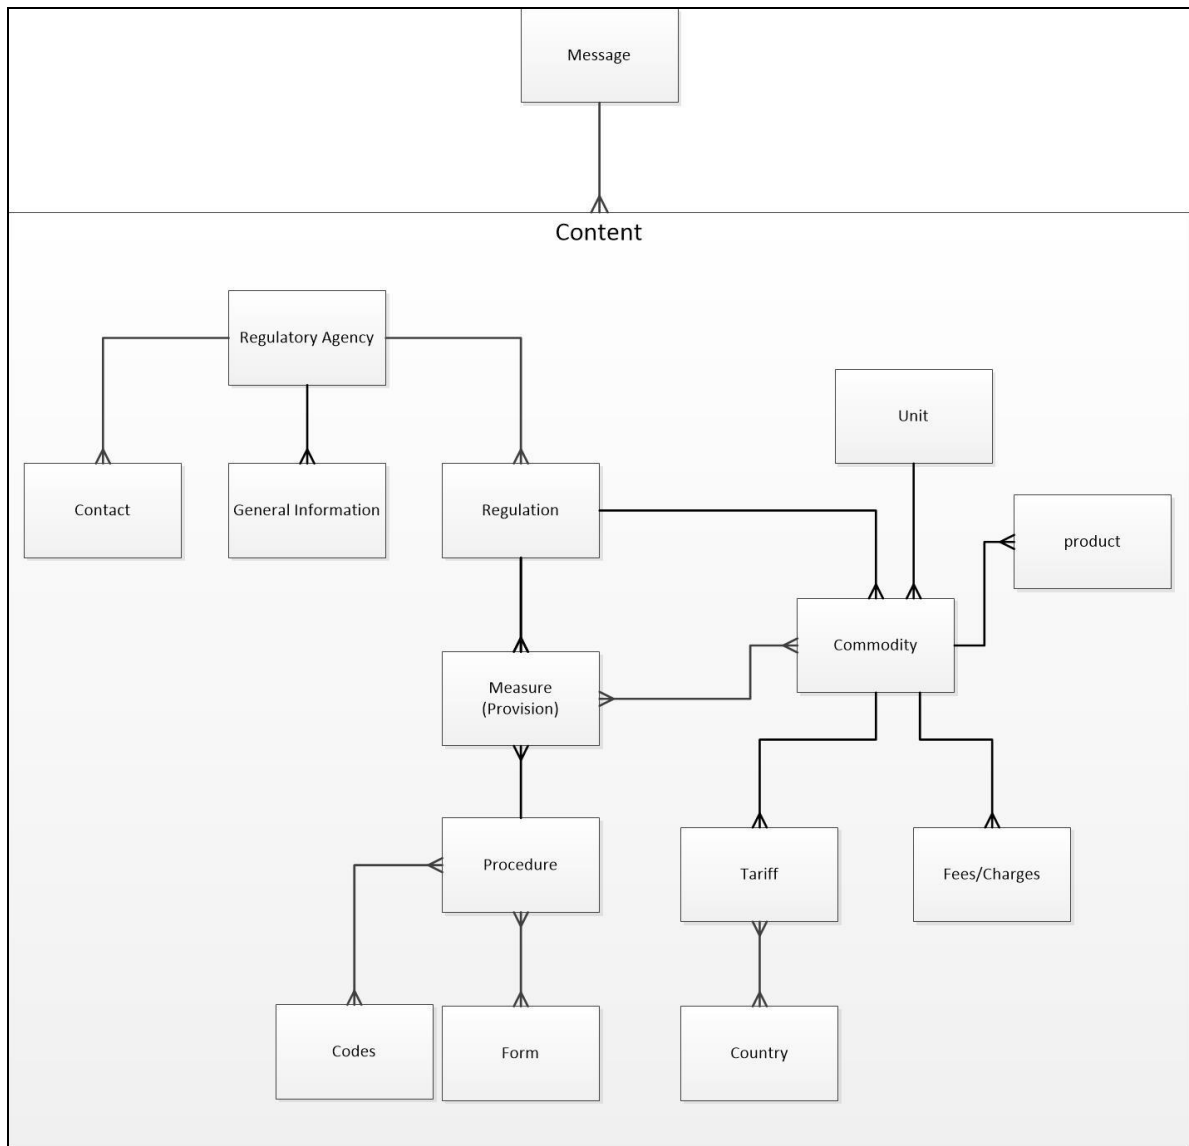 Message
Content
Regulatory Agency
Unit
Contact
General Information
Regulation
product
Commodity
Measure
(Provision)
Procedure
Tariff
Fees/Charges
Codes
Form
Country